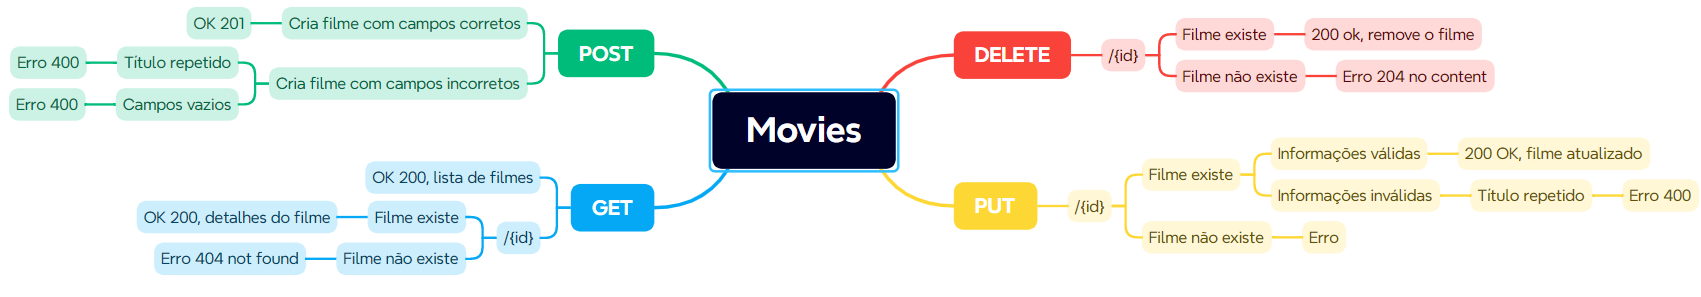 Movies
POST
Cria filme com campos corretos
OK 201
Cria filme com campos incorretos
Título repetido
Erro 400
Campos vazios
Erro 400
GET
OK 200, lista de filmes
/{id}
Filme existe
OK 200, detalhes do filme
Filme não existe
Erro 404 not found
DELETE
/{id}
Filme existe
200 ok, remove o filme
Filme não existe
Erro 204 no content
PUT
/{id}
Filme existe
Informações válidas
200 OK, filme atualizado
Informações inválidas
Título repetido
Erro 400
Filme não existe
Erro